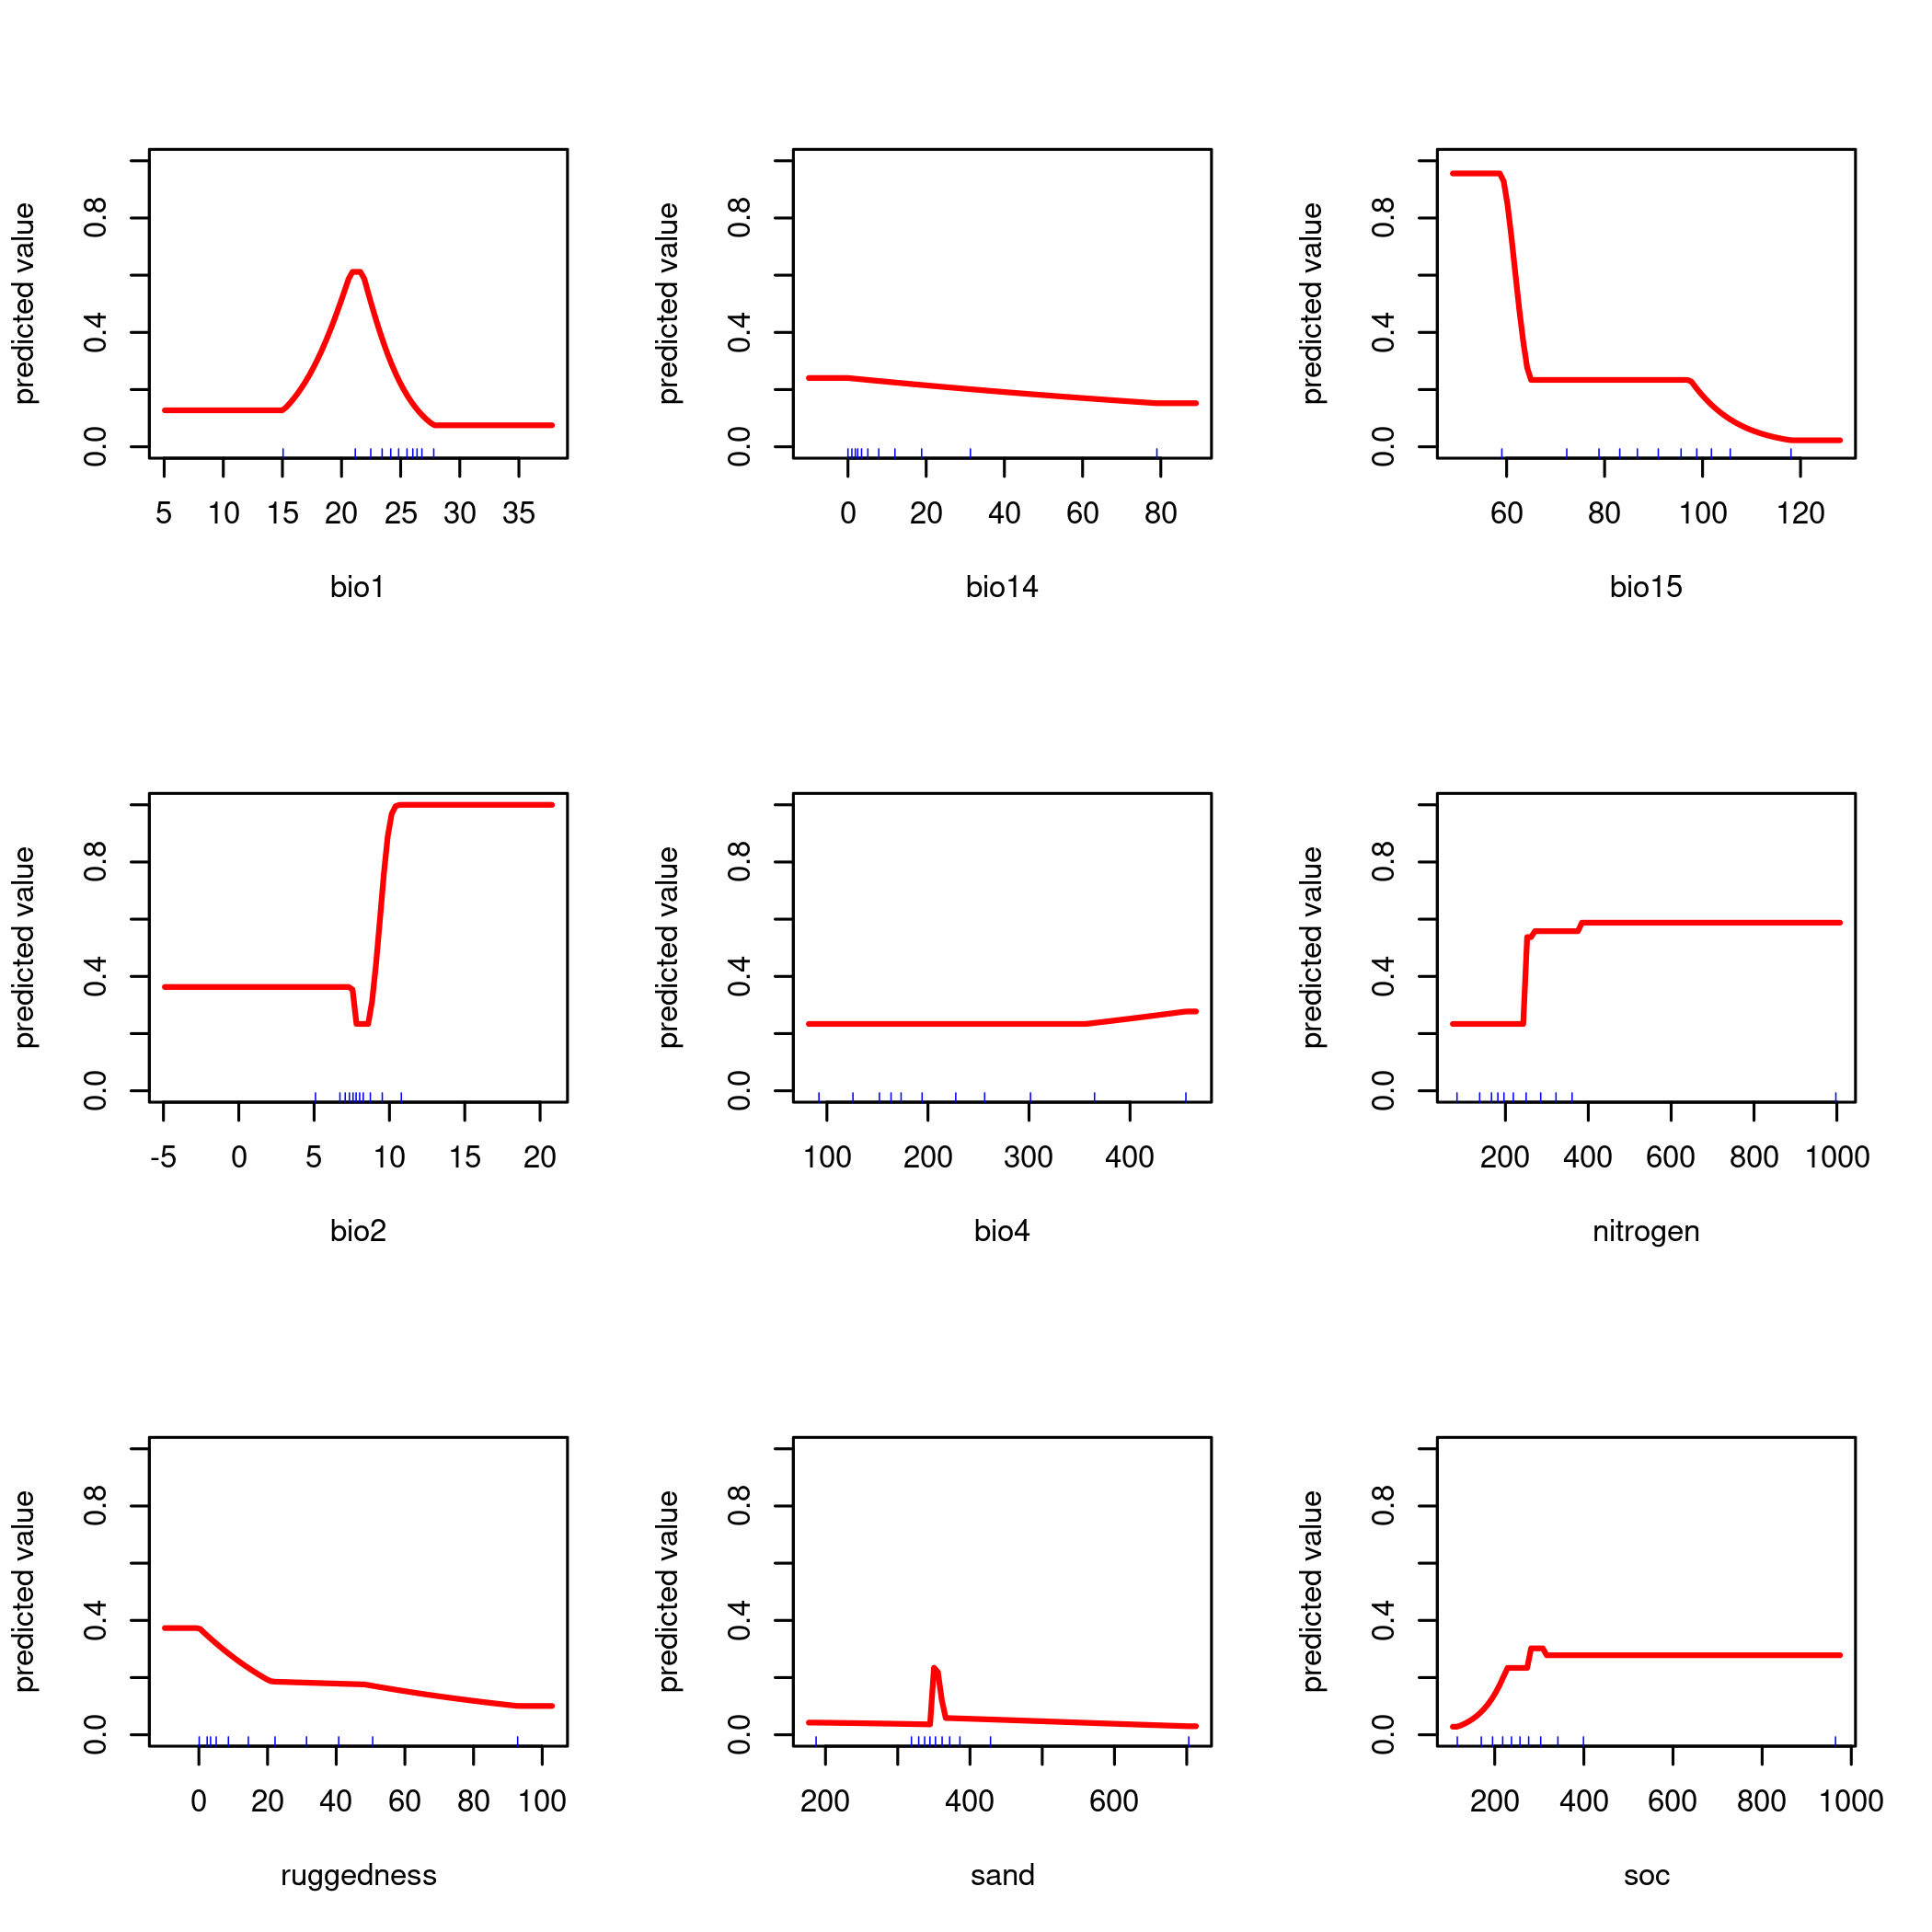 predicted value
0.0 0.4 0.8
5 10 15 20 25 30 35
bio1
predicted value
0.0 0.4 0.8
0 20 40 60 80
bio14
predicted value
0.0 0.4 0.8
60 80 100 120
bio15
predicted value
0.0 0.4 0.8
-5 0 5 10 15 20
bio2
predicted value
0.0 0.4 0.8
100 200 300 400
bio4
predicted value
0.0 0.4 0.8
200 400 600 800 1000
nitrogen
predicted value
0.0 0.4 0.8
0 20 40 60 80 100
ruggedness
predicted value
0.0 0.4 0.8
200 400 600
sand
predicted value
0.0 0.4 0.8
200 400 600 800 1000
soc